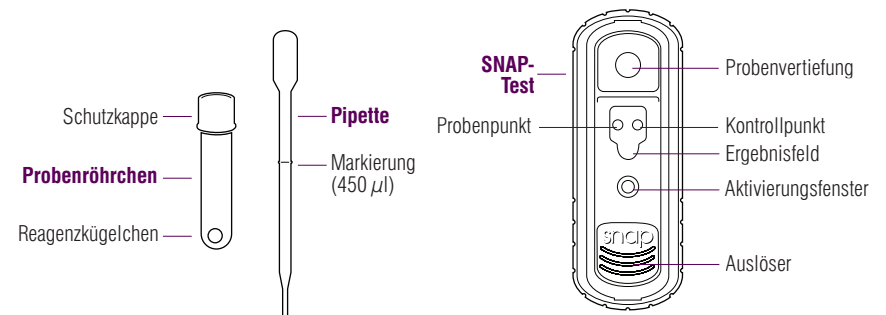 Schutzkappe
Probenröhrchen
Reagenzkügelchen
Pipette
Markierung
(450 µl)
SNAP-
Test
Probenpunkt
Probenvertiefung
Kontrollpunkt
Ergebnisfeld
Aktivierungsfenster
snap
Auslöser